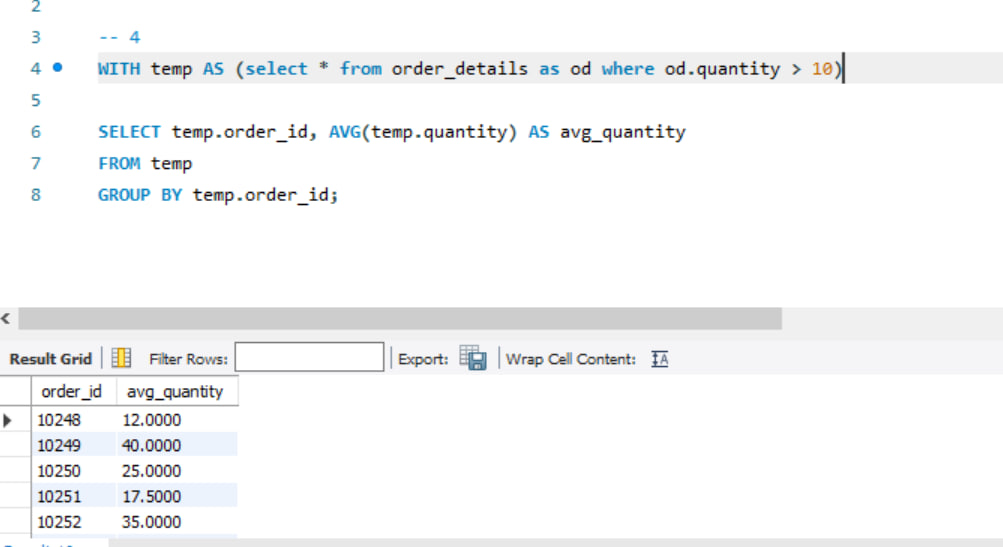 2
3 -- 4
4 WITH temp AS (select * from order_details as od where od.quantity > 10)
5
6 SELECT temp.order_id, AVG(temp.quantity) AS avg_quantity
7 FROM temp
8 GROUP BY temp.order_id;
Result Grid Filter Rows: Export: Wrap Cell Content: IA
order_id avg_quantity
10248 12.0000
10249 40.0000
10250 25.0000
10251 17.5000
10252 35.0000